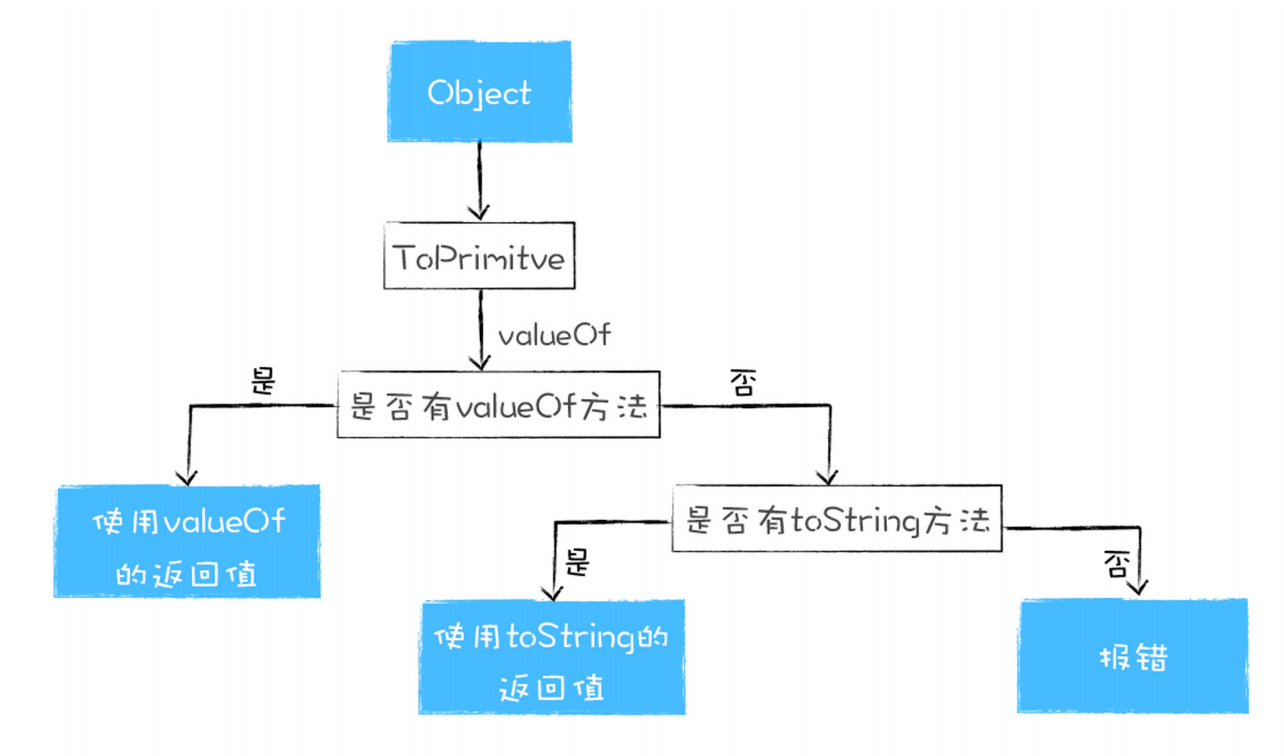 Object
ToPrimitve
valueOf
是
是否有valueOf方法
否
使用valueOf
的返回值
是否有toString方法
是
否
使用toString的
返回值
报错